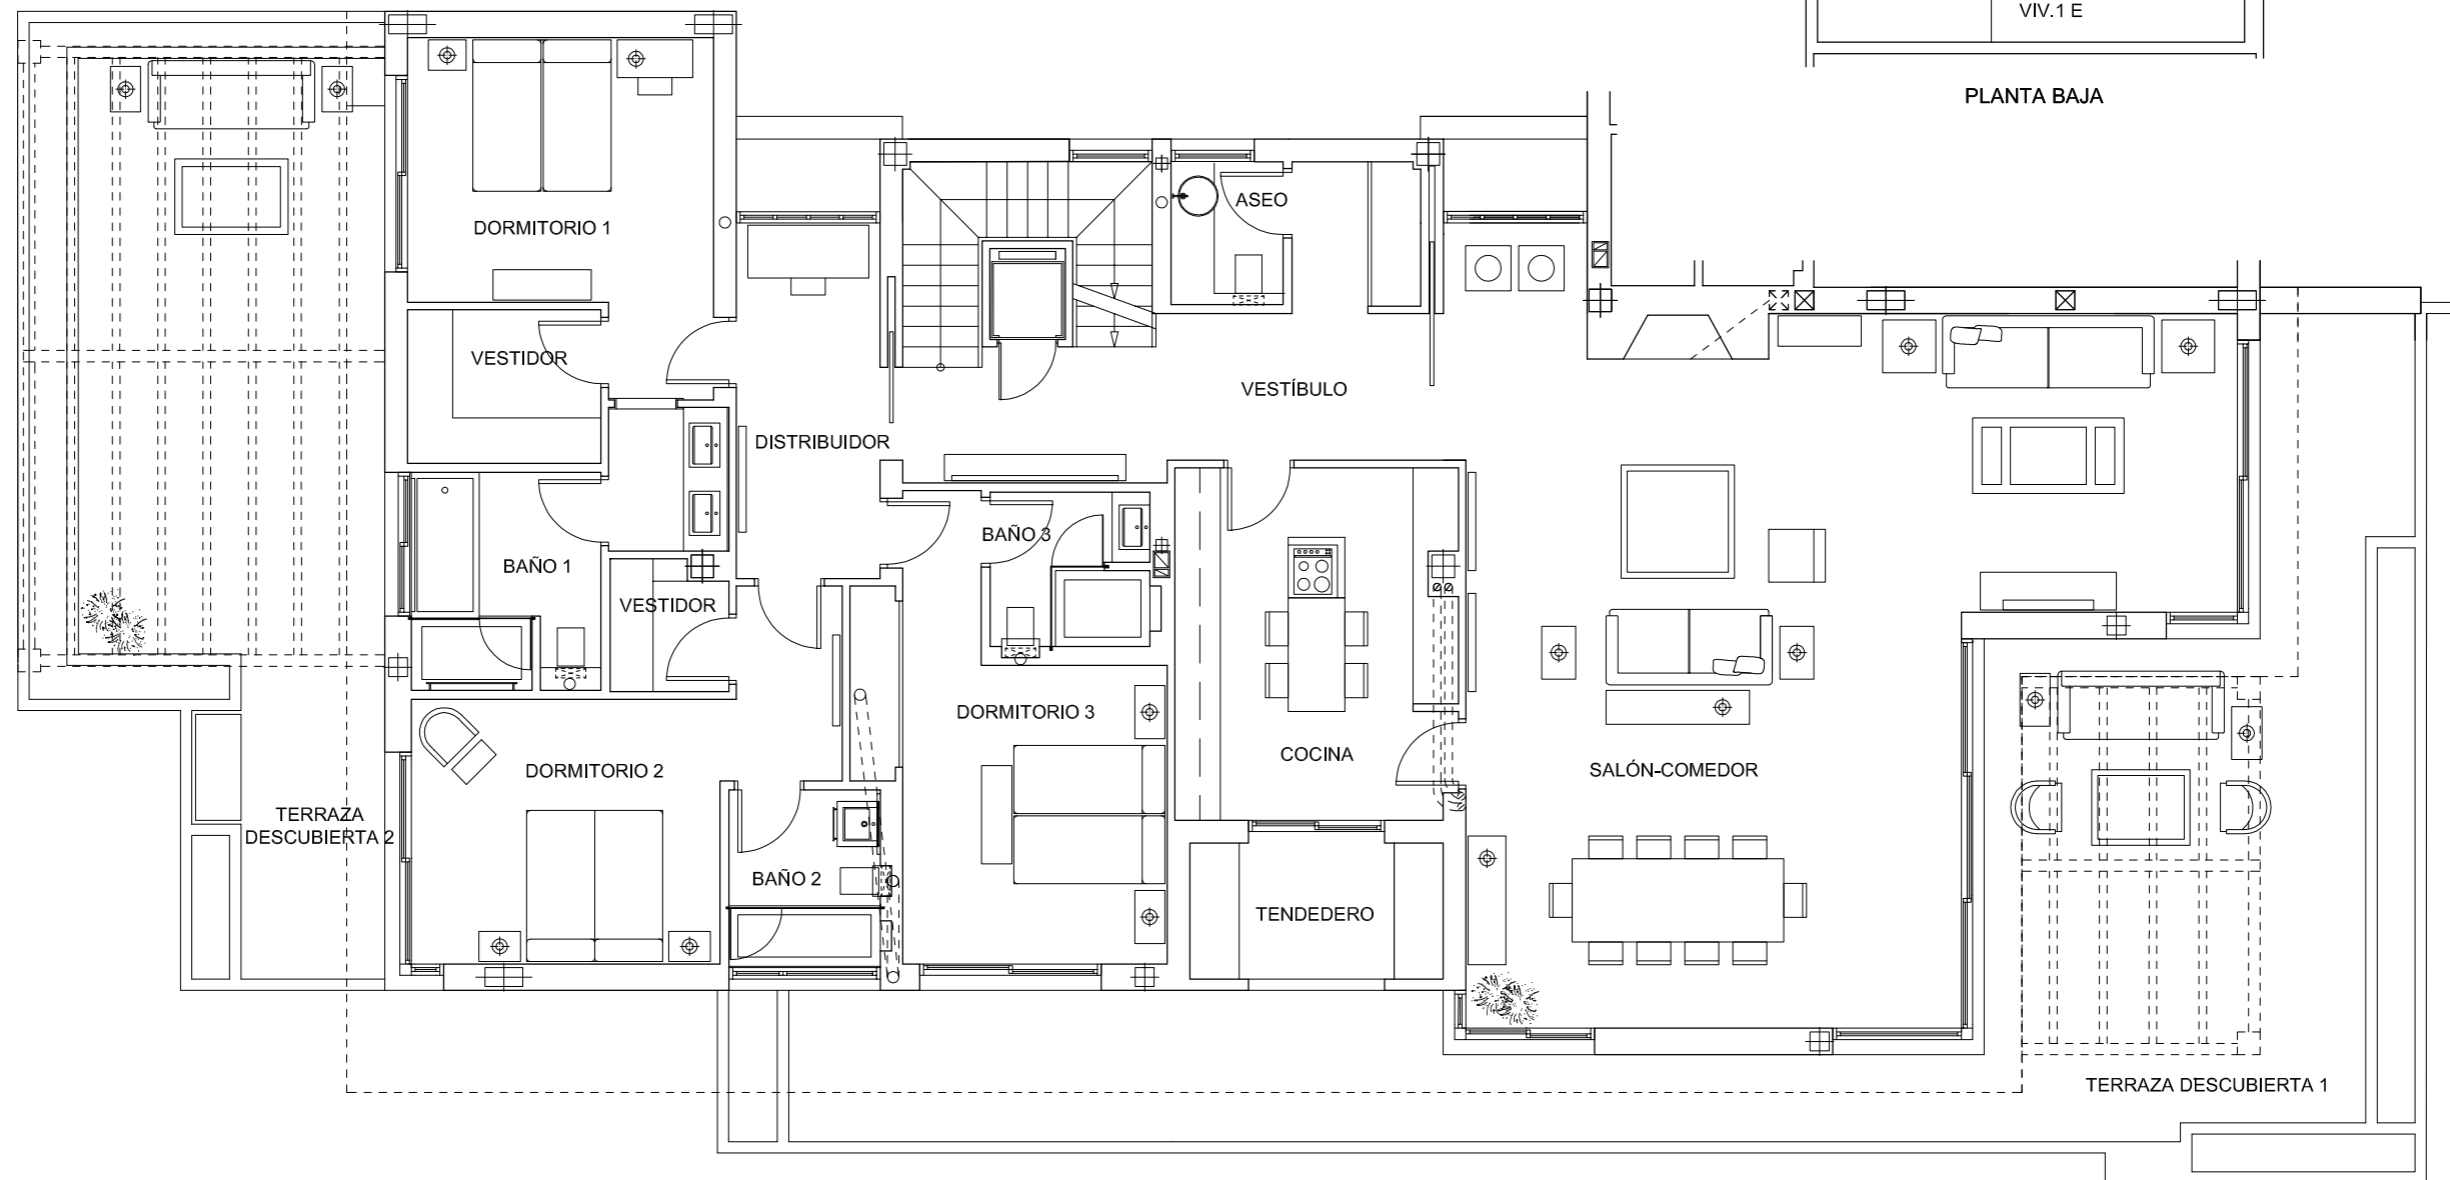 VIV.1 E
PLANTA BAJA
ASEO
DORMITORIO 1
VESTIDOR
VESTÍBULO
DISTRIBUIDOR
BAÑO 3
BAÑO 1
VESTIDOR
DORMITORIO 3
COCINA
DORMITORIO 2
SALÓN-COMEDOR
TERRAZA
DESCUBIERTA 2
BAÑO 2
TENDEDERO
TERRAZA DESCUBIERTA 1